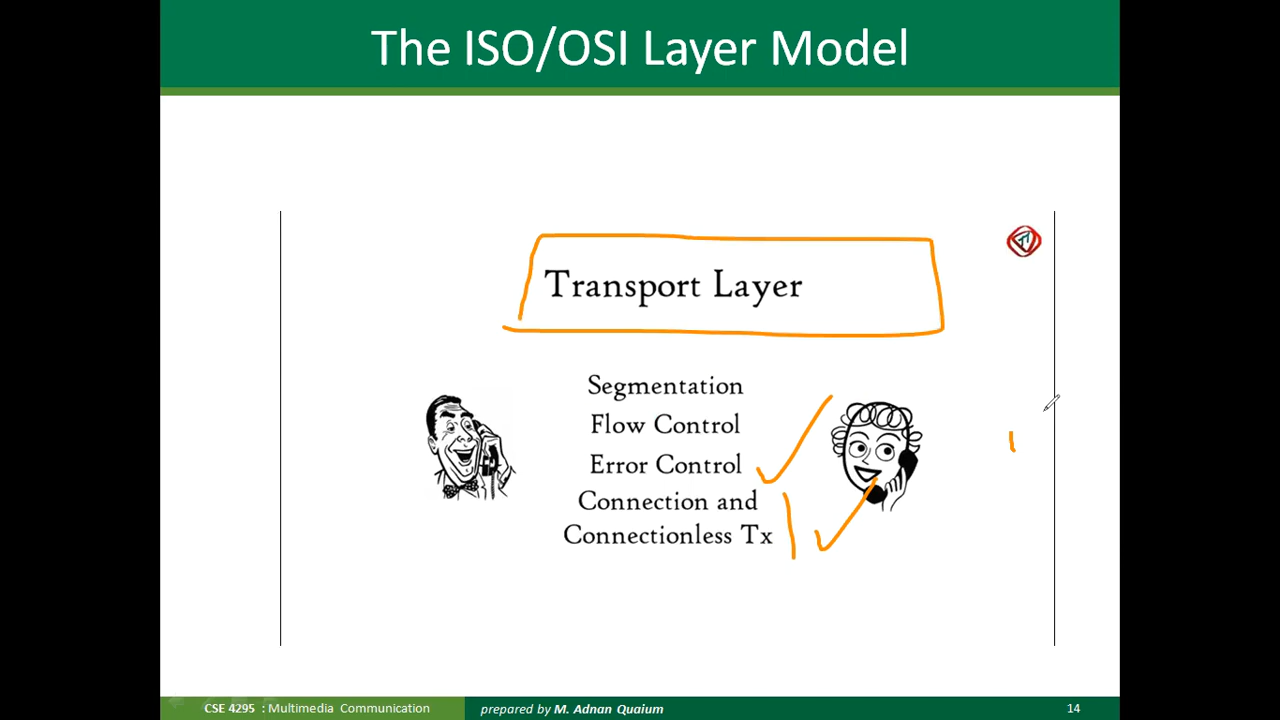 The ISO/OSI Layer Model
Transport Layer
Segmentation
Flow Control
Error Control
Connection and
Connectionless Tx
CSE 4295 : Multimedia Communication
prepared by M. Adnan Quaium
14